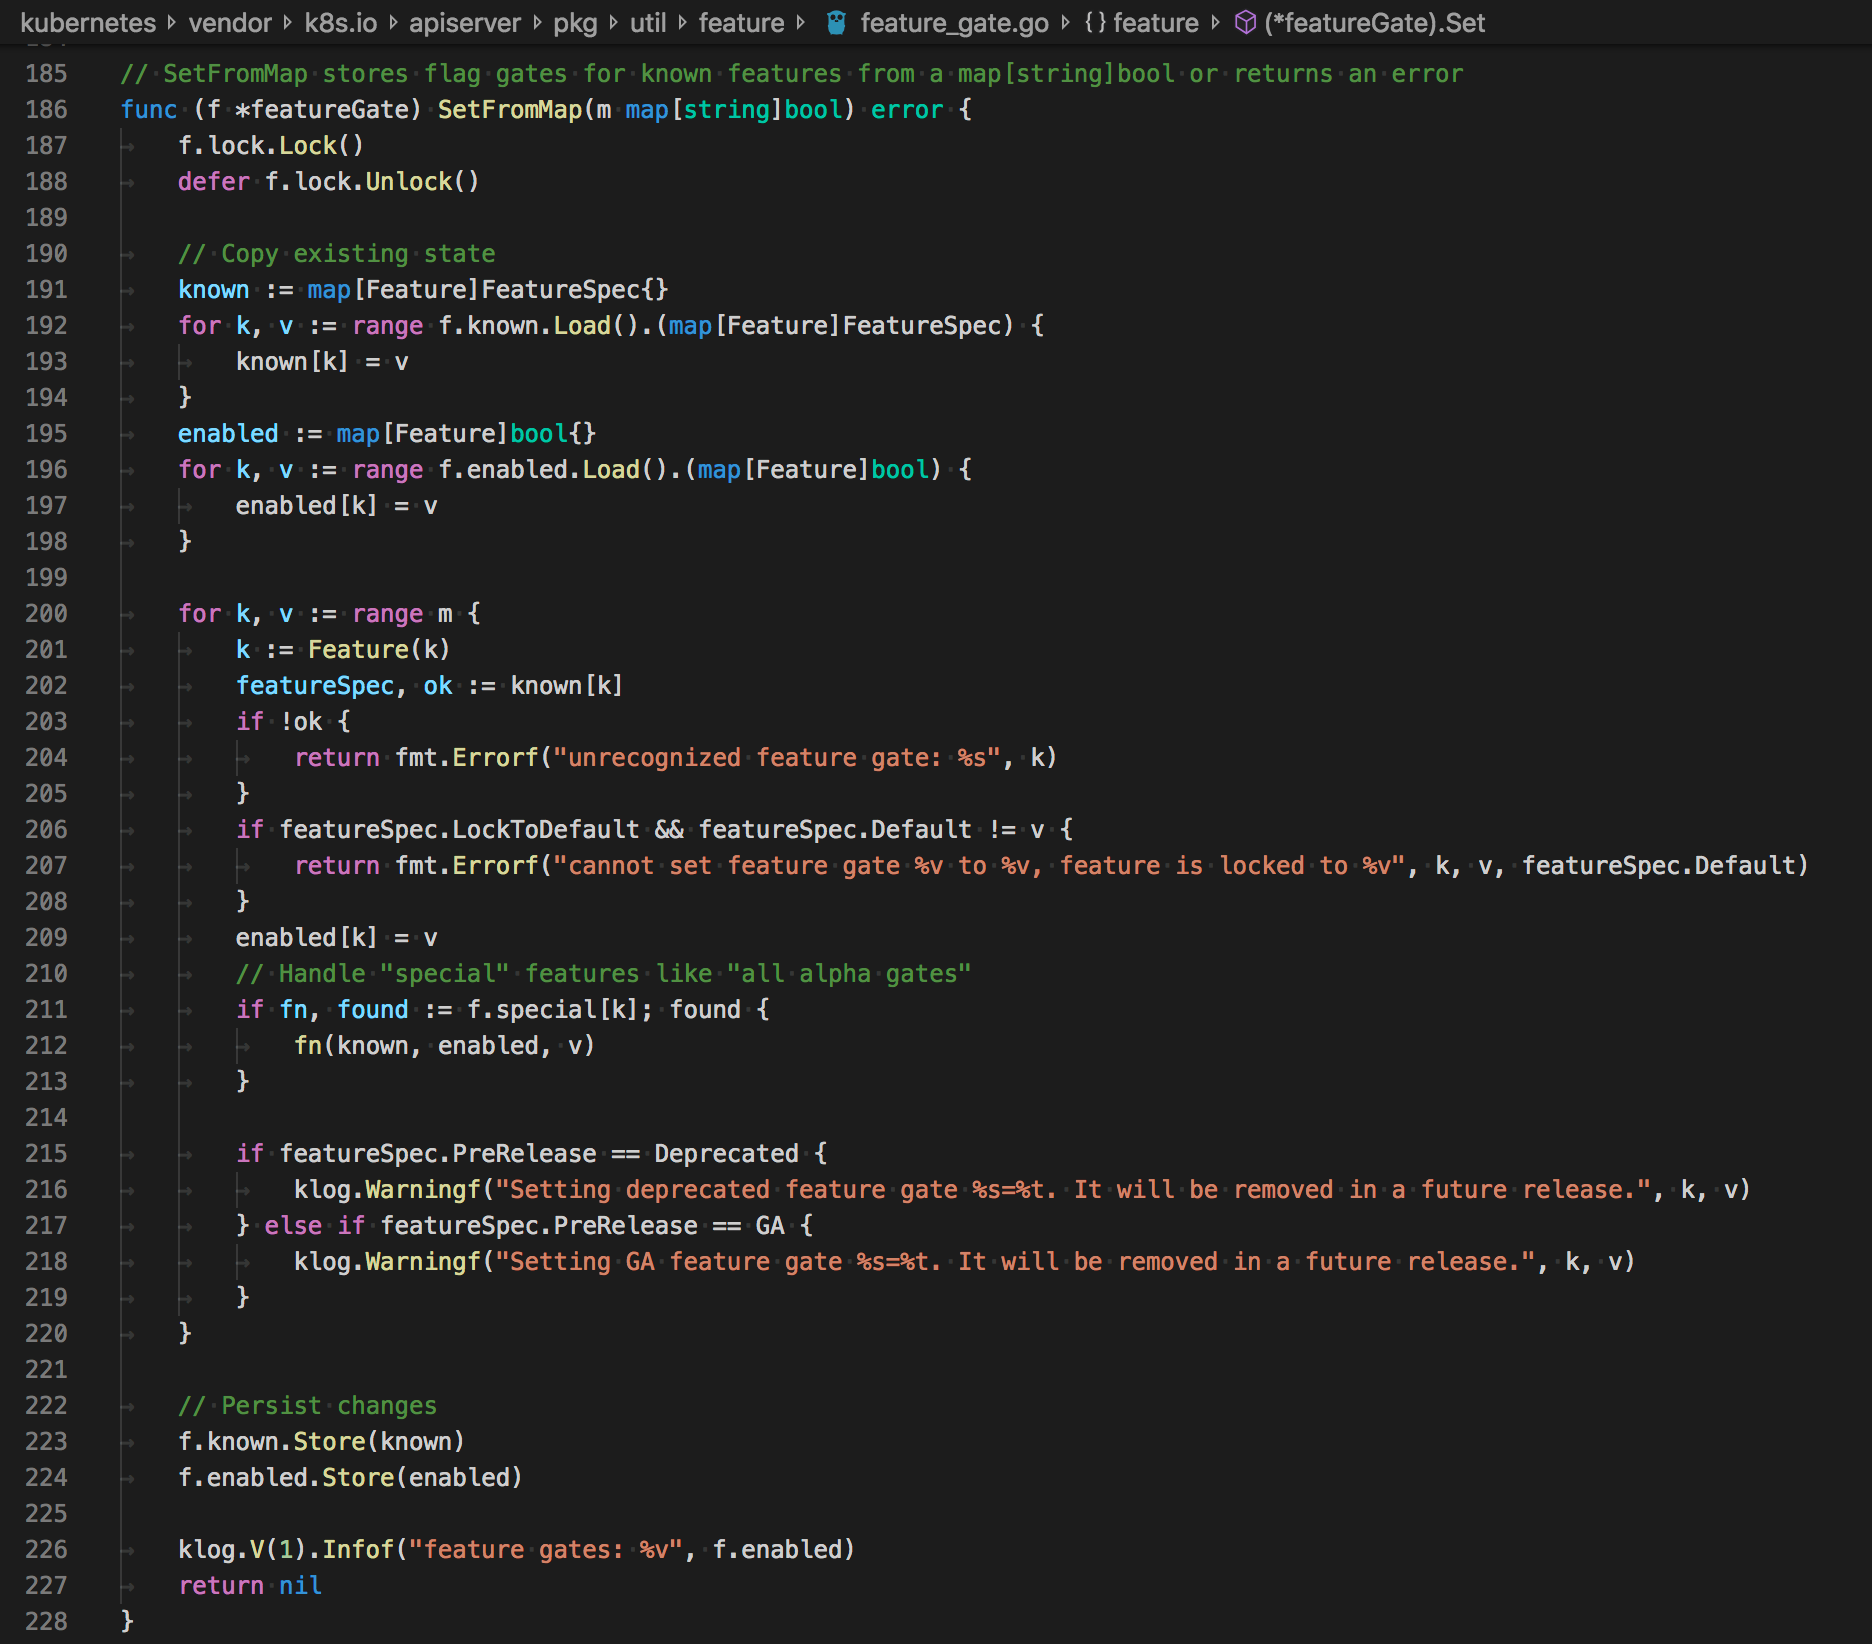 kubernetes vendor k8s.io apiserver pkg util feature feature_gate.go {} feature (*featureGate).Set
185 // SetFromMap stores flag gates for known features from a map[string]bool or returns an error
186 func (f *featureGate) SetFromMap(m map[string]bool) error {
187 f.lock.Lock()
188 defer f.lock.Unlock()
189
190 // Copy existing state
191 known := map[Feature]FeatureSpec{}
192 for k, v := range f.known.Load().(map[Feature]FeatureSpec) {
193 known[k] = v
194 }
195 enabled := map[Feature]bool{}
196 for k, v := range f.enabled.Load().(map[Feature]bool) {
197 enabled[k] = v
198 }
199
200 for k, v := range m {
201 k := Feature(k)
202 featureSpec, ok := known[k]
203 if !ok {
204 return fmt.Errorf("unrecognized feature gate: %s", k)
205 }
206 if featureSpec.LockToDefault && featureSpec.Default != v {
207 return fmt.Errorf("cannot set feature gate %v to %v, feature is locked to %v", k, v, featureSpec.Default)
208 }
209 enabled[k] = v
210 // Handle "special" features like "all alpha gates"
211 if fn, found := f.special[k]; found {
212 fn(known, enabled, v)
213 }
214
215 if featureSpec.PreRelease == Deprecated {
216 klog.Warningf("Setting deprecated feature gate %s=%t. It will be removed in a future release.", k, v)
217 } else if featureSpec.PreRelease == GA {
218 klog.Warningf("Setting GA feature gate %s=%t. It will be removed in a future release.", k, v)
219 }
220 }
221
222 // Persist changes
223 f.known.Store(known)
224 f.enabled.Store(enabled)
225
226 klog.V(1).Infof("feature gates: %v", f.enabled)
227 return nil
228 }